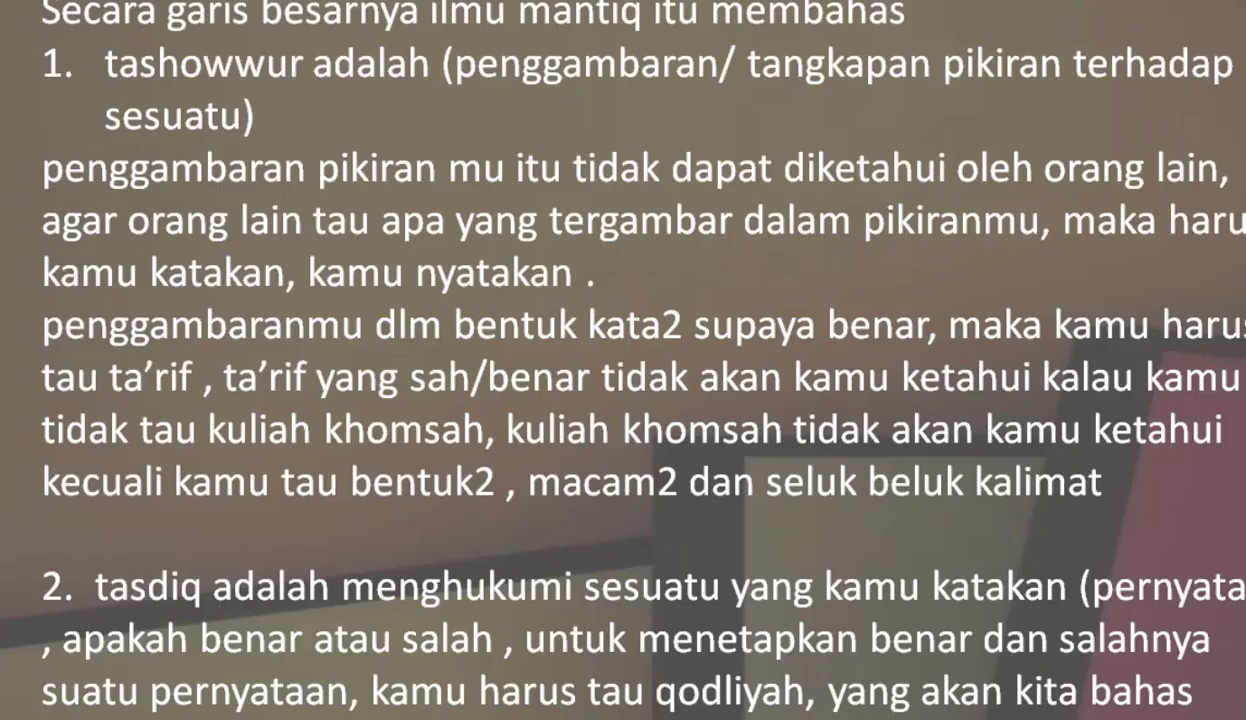 Secara garis besarnya ilmu mantiq itu membahas
1. tashowwur adalah (penggambaran/ tangkapan pikiran terhadap
sesuatu)
penggambaran pikiran mu itu tidak dapat diketahui oleh orang lain,
agar orang lain tau apa yang tergambar dalam pikiranmu, maka haru
kamu katakan, kamu nyatakan .
penggambaranmu dlm bentuk kata2 supaya benar, maka kamu harus
tau ta’rif , ta’rif yang sah/benar tidak akan kamu ketahui kalau kamu
tidak tau kuliah khomsah, kuliah khomsah tidak akan kamu ketahui
kecuali kamu tau bentuk2 , macam2 dan seluk beluk kalimat
2. tasdiq adalah menghukumi sesuatu yang kamu katakan (pernyata
, apakah benar atau salah , untuk menetapkan benar dan salahnya
suatu pernyataan, kamu harus tau qodliyah, yang akan kita bahas